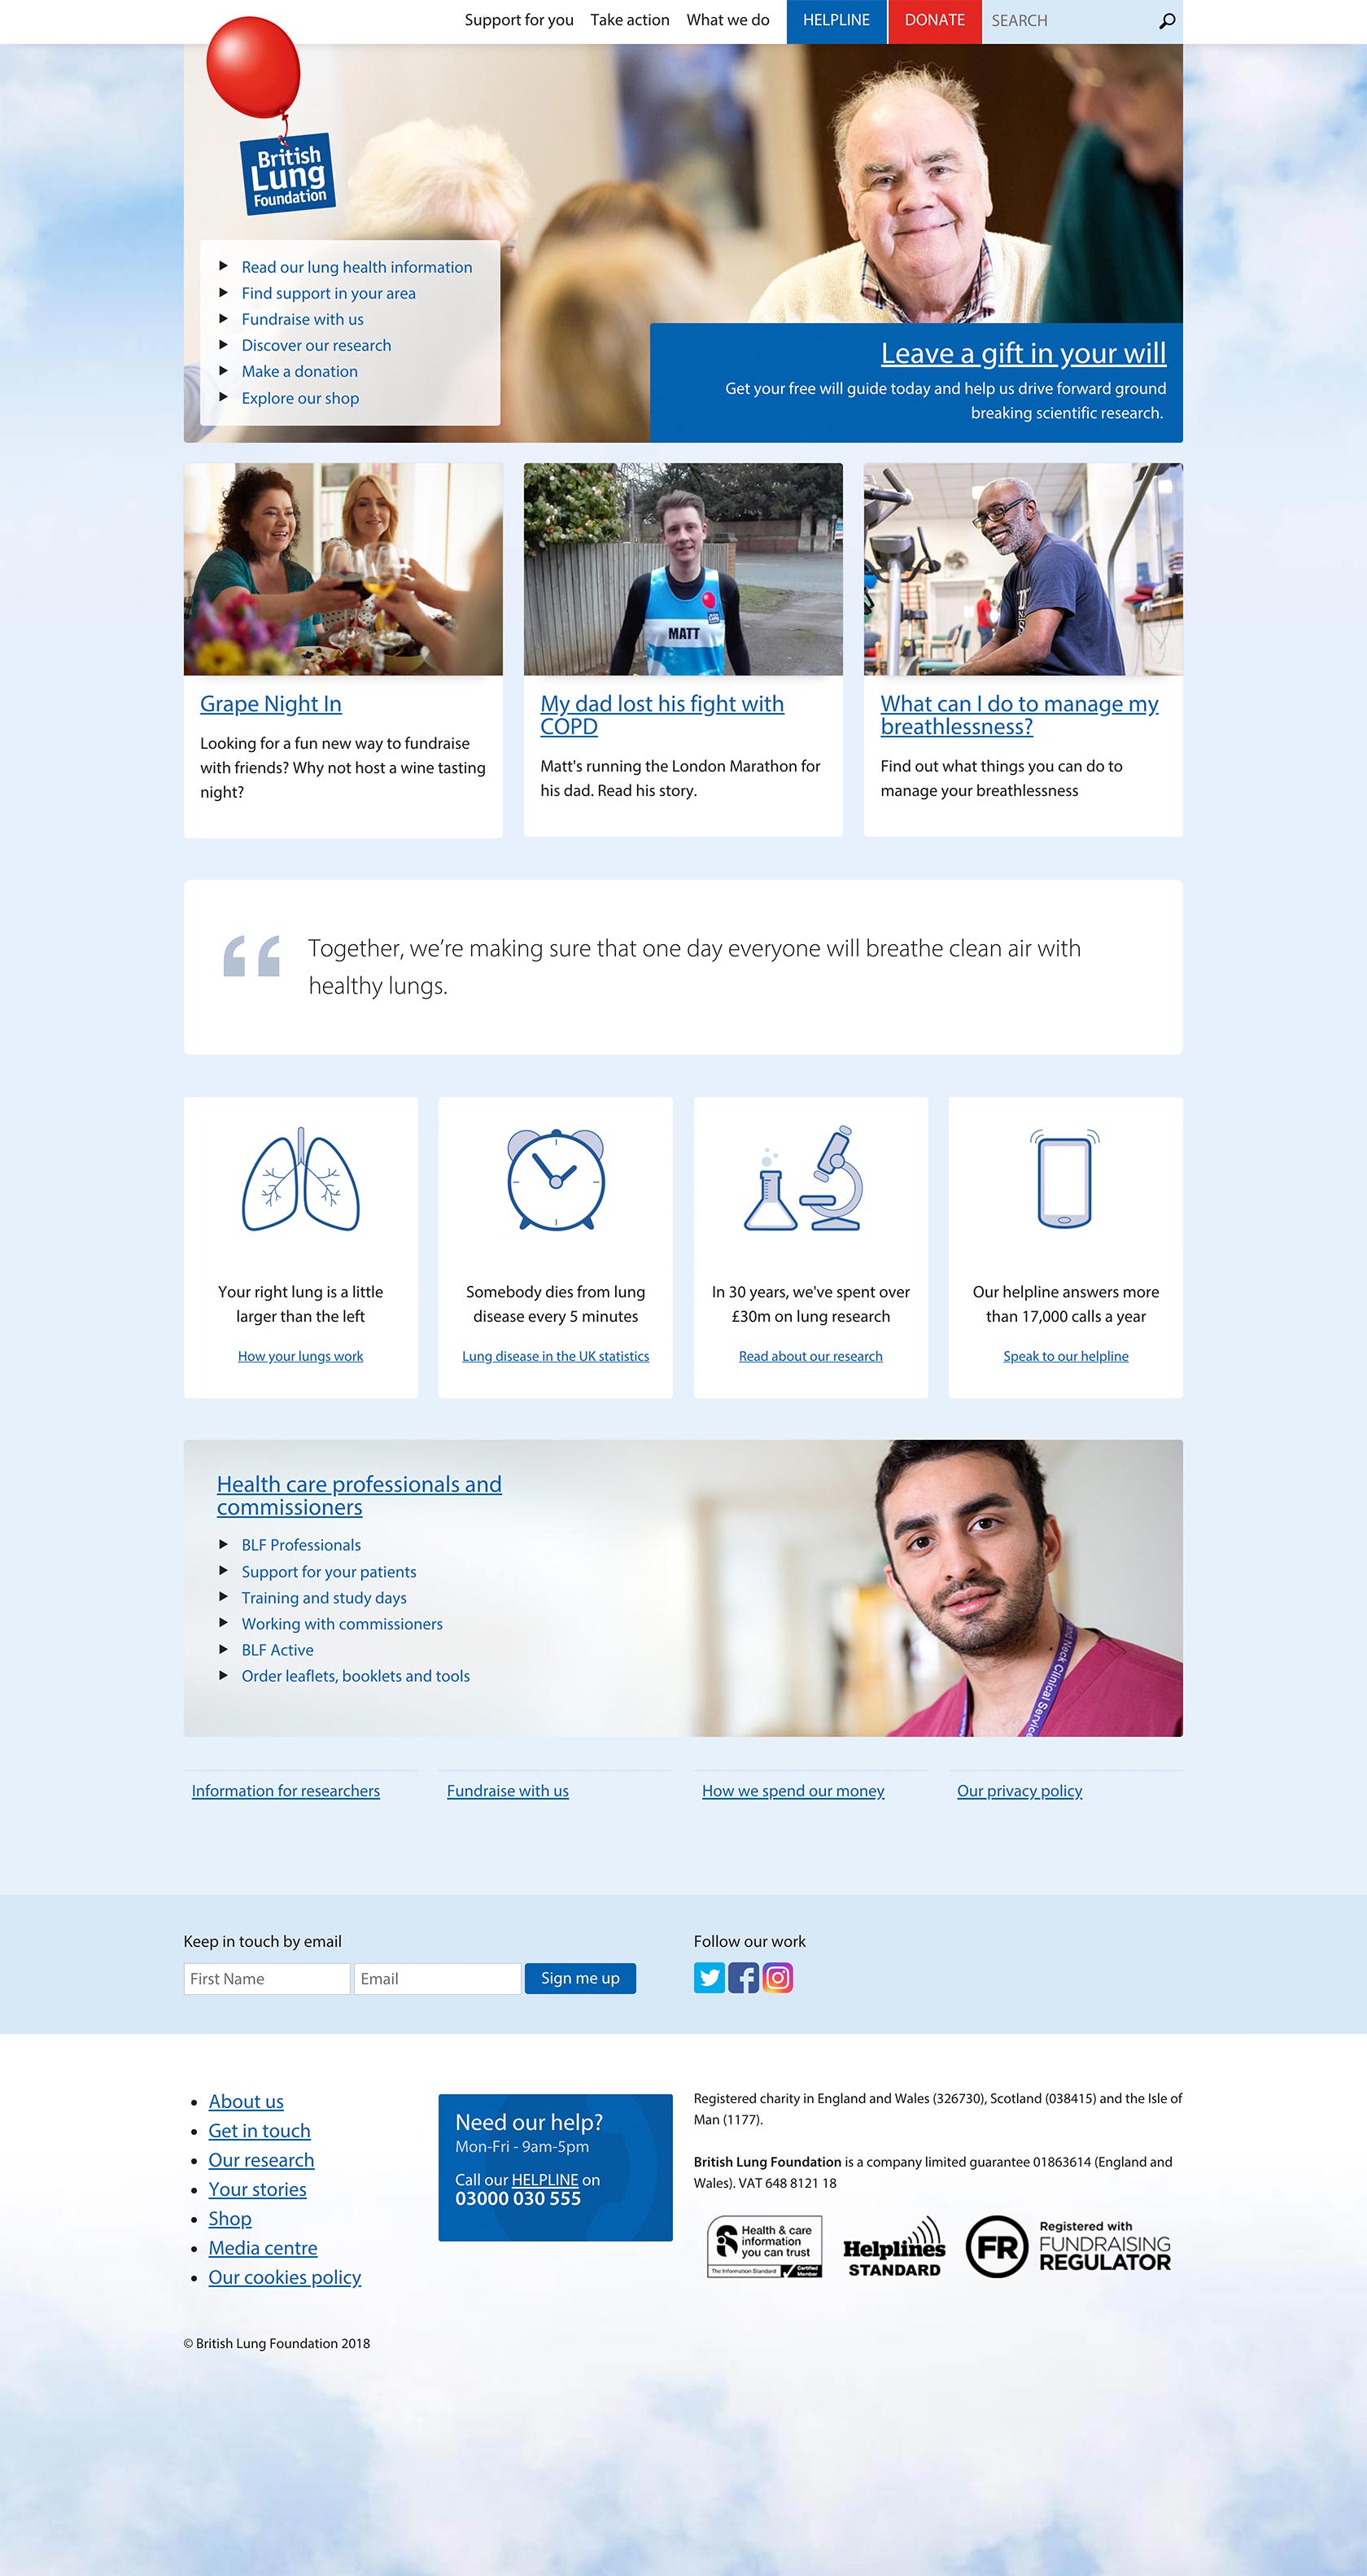 Support for you Take action What we do HELPLINE DONATE SEARCH
British
Lung
Foundation
Read our lung health information
Find support in your area
Fundraise with us
Discover our research
Make a donation
Explore our shop
Leave a gift in your will
Get your free will guide today and help us drive forward ground
breaking scientific research.
MATT
Grape Night In
Looking for a fun new way to fundraise
with friends? Why not host a wine tasting
night?
My dad lost his fight with
COPD
Matt's running the London Marathon for
his dad. Read his story.
What can I do to manage my
breathlessness?
Find out what things you can do to
manage your breathlessness
Together, we’re making sure that one day everyone will breathe clean air with
healthy lungs.
Your right lung is a little
larger than the left
How your lungs work
Somebody dies from lung
disease every 5 minutes
Lung disease in the UK statistics
In 30 years, we've spent over
£30m on lung research
Read about our research
Our helpline answers more
than 17,000 calls a year
Speak to our helpline
Health care professionals and
commissioners
BLF Professionals
Support for your patients
Training and study days
Working with commissioners
BLF Active
Order leaflets, booklets and tools
Neck Clinical Service
Information for researchers
Fundraise with us
How we spend our money
Our privacy policy
Keep in touch by email
First Name Email Sign me up
Follow our work
About us
Get in touch
Our research
Your stories
Shop
Media centre
Our cookies policy
Need our help?
Mon-Fri - 9am-5pm
Call our HELPLINE on
03000 030 555
Registered charity in England and Wales (326730), Scotland (038415) and the Isle of
Man (1177).
British Lung Foundation is a company limited guarantee 01863614 (England and
Wales). VAT 648 8121 18
Health & care
information
you can trust
The Information Standard
Certified
Member
Helplines
STANDARD
FR
Registered with
FUNDRAISING
REGULATOR
© British Lung Foundation 2018